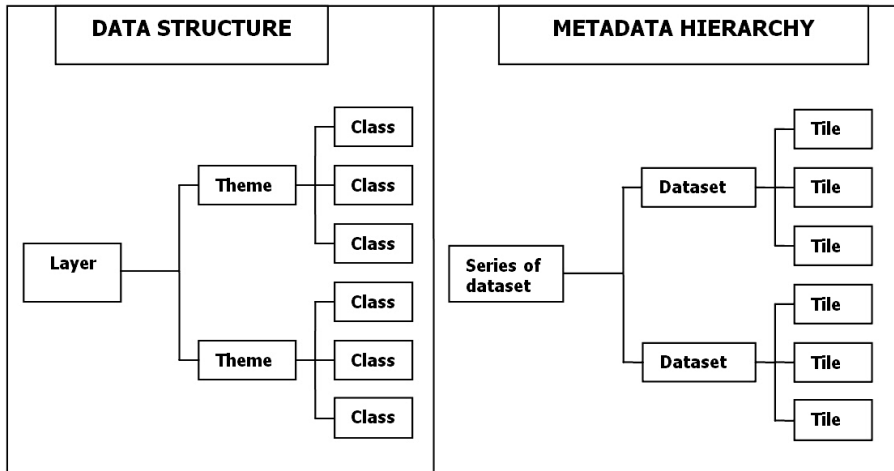 DATA STRUCTURE
Layer
Theme
Class
Class
Class
Theme
Class
Class
Class
METADATA HIERARCHY
Series of
dataset
Dataset
Tile
Tile
Tile
Dataset
Tile
Tile
Tile